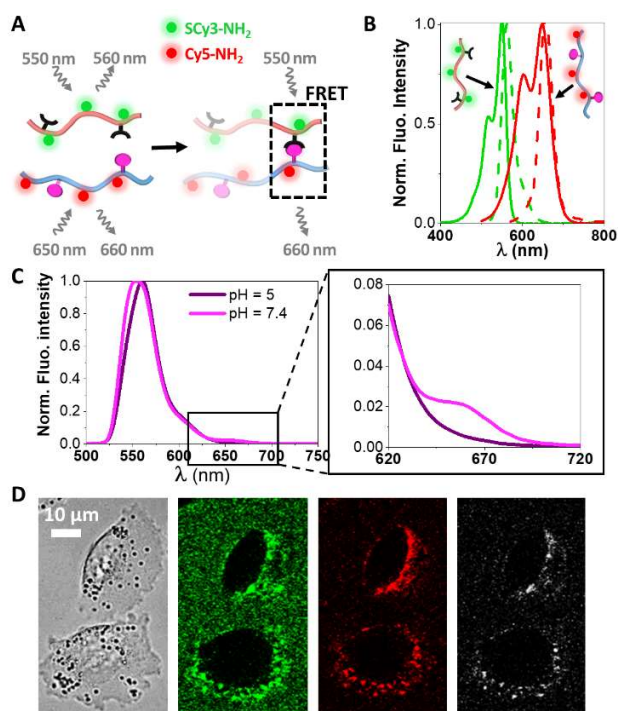 A
SCy3-NH2
Cy5-NH2
550 nm
560 nm
550 nm
FRET
650 nm
660 nm
660 nm
B
Norm. Fluo. Intensity
1.0
0.5
0.0
400
600
800
λ (nm)
C
Norm. Fluo. intensity
1.0
0.8
0.6
0.4
0.2
0.0
500
550
600
650
700
750
λ (nm)
pH = 5
pH = 7.4
0.08
0.06
0.04
0.02
0.00
620
670
720
D
10 µm